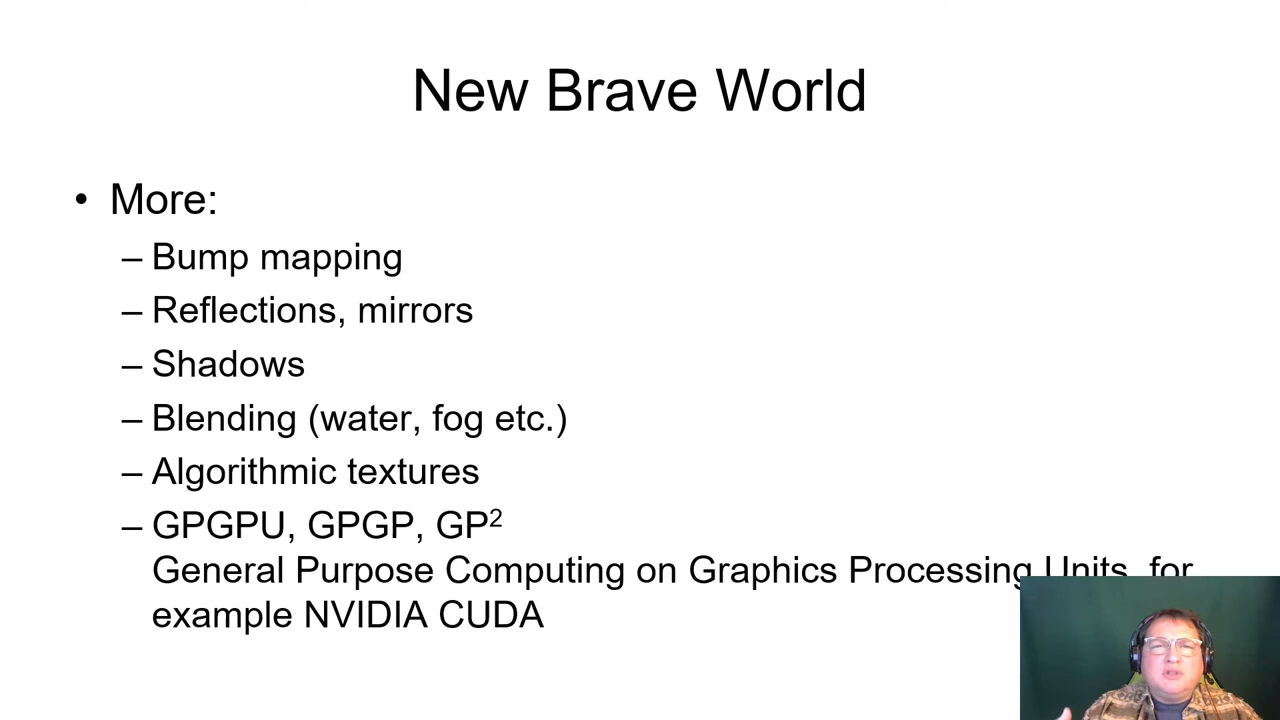 New Brave World
• More:
– Bump mapping
– Reflections, mirrors
– Shadows
– Blending (water, fog etc.)
– Algorithmic textures
– GPGPU, GPGP, GP²
General Purpose Computing on Graphics Processing Units, for
example NVIDIA CUDA